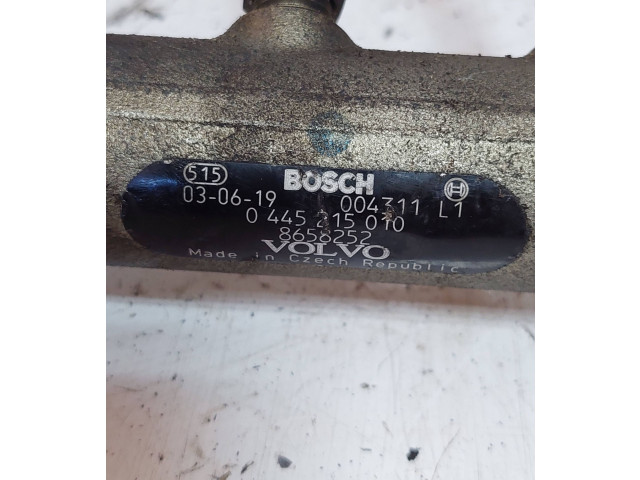 515 BOSCH
03-06-19 004311 L1
0 445 215 010
8658252
VOLVO
Made in Czech Republic